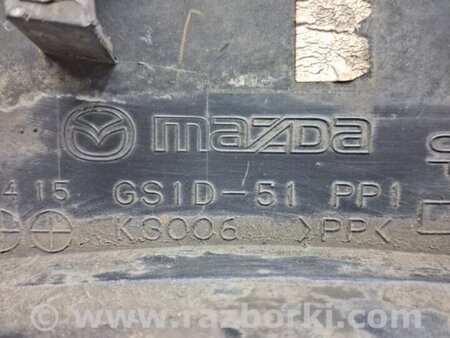 mazda
415 GS1D-51 PP1
K3006 >PP<
www.razborki.com